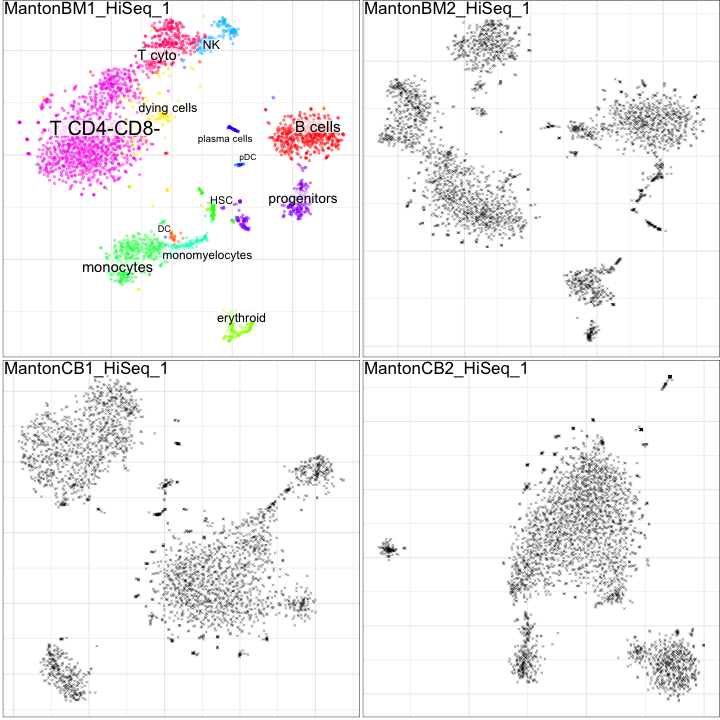 MantonBM1_HiSeq_1
MantonBM2_HiSeq_1
NK
T cyto
dying cells
T CD4-CD8-
B cells
plasma cells
pDC
HSC
progenitors
DC
monomyelocytes
monocytes
erythroid
MantonCB1_HiSeq_1
MantonCB2_HiSeq_1